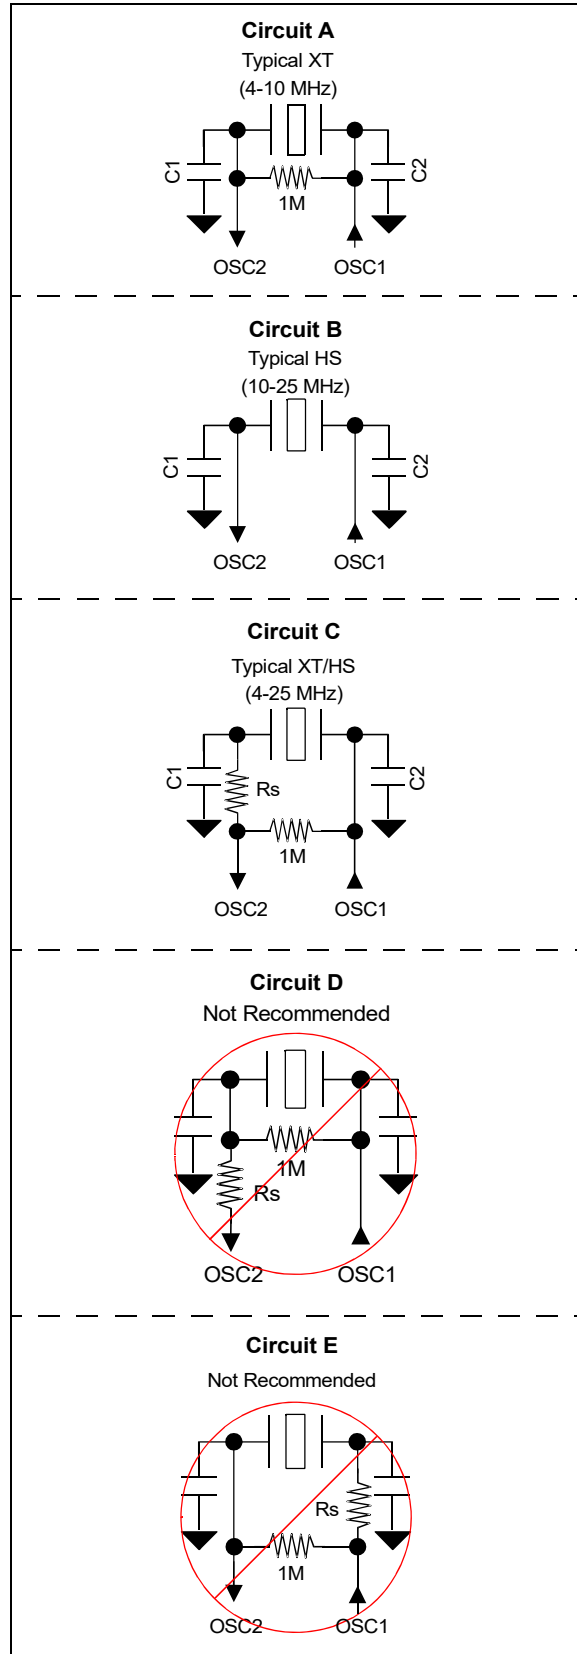 Circuit A
Typical XT
(4-10 MHz)
C1
C2
1M
OSC2
OSC1
Circuit B
Typical HS
(10-25 MHz)
C1
C2
OSC2
OSC1
Circuit C
Typical XT/HS
(4-25 MHz)
C1
Rs
C2
1M
OSC2
OSC1
Circuit D
Not Recommended
1M
Rs
OSC2
OSC1
Circuit E
Not Recommended
Rs
1M
OSC2
OSC1